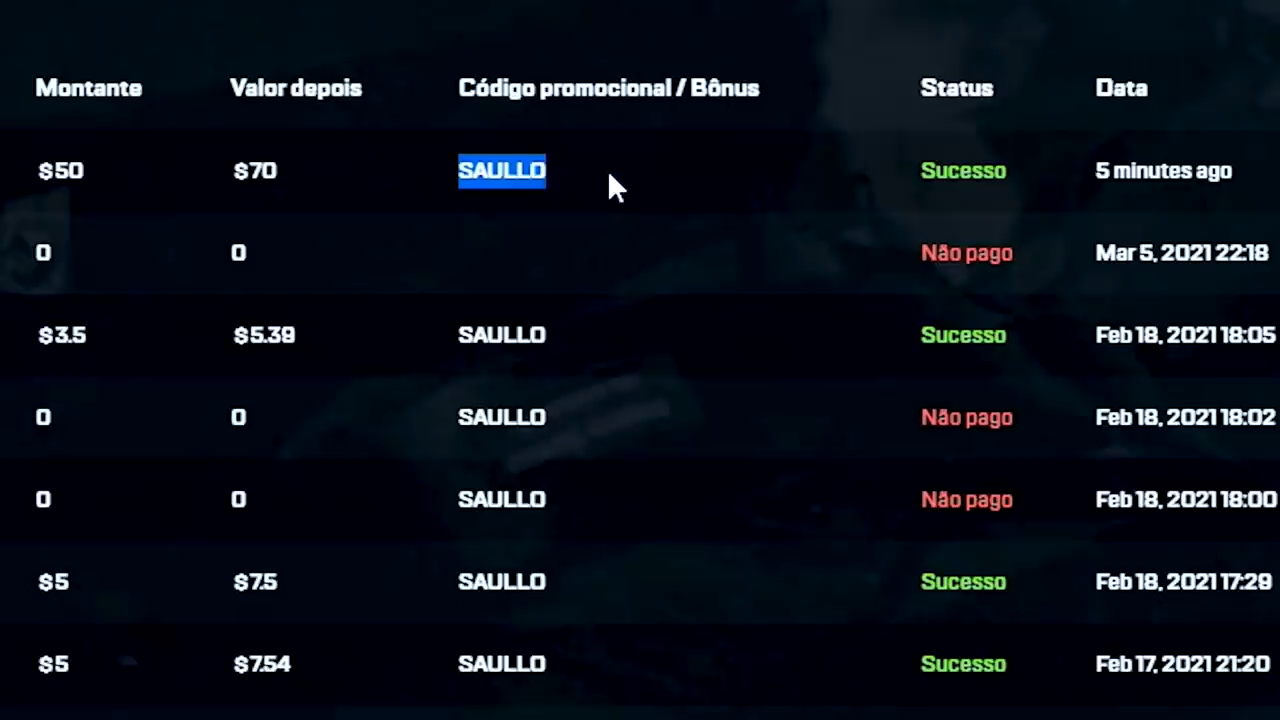 Montante Valor depois Código promocional / Bônus Status Data
$50 $70 SAULLO Sucesso 5 minutes ago
0 0 Não pago Mar 5, 2021 22:18
$3.5 $5.39 SAULLO Sucesso Feb 18, 2021 18:05
0 0 SAULLO Não pago Feb 18, 2021 18:02
0 0 SAULLO Não pago Feb 18, 2021 18:00
$5 $7.5 SAULLO Sucesso Feb 18, 2021 17:29
$5 $7.54 SAULLO Sucesso Feb 17, 2021 21:20